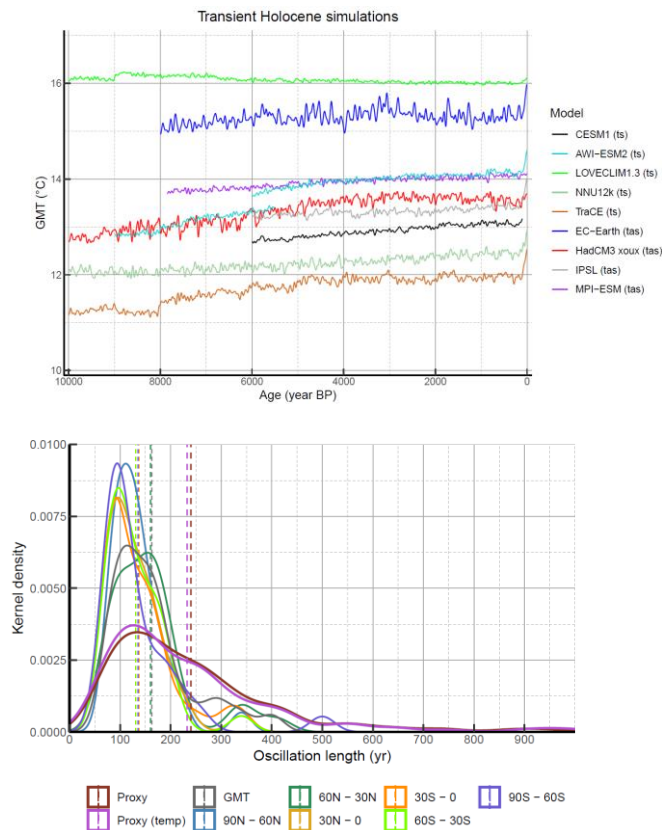 Transient Holocene simulations
16
14
12
10
GMT (°C)
10000 8000 6000 4000 2000 0
Age (year BP)
Model
CESM1 (ts)
AWI−ESM2 (ts)
LOVECLIM1.3 (ts)
NNU12k (ts)
TraCE (ts)
EC−Earth (tas)
HadCM3 xoux (tas)
IPSL (tas)
MPI−ESM (tas)
0.0100
0.0075
0.0050
0.0025
0.0000
Kernel density
0 100 200 300 400 500 600 700 800 900
Oscillation length (yr)
Proxy GMT 60N − 30N 30S − 0 90S − 60S
Proxy (temp) 90N − 60N 30N − 0 60S − 30S